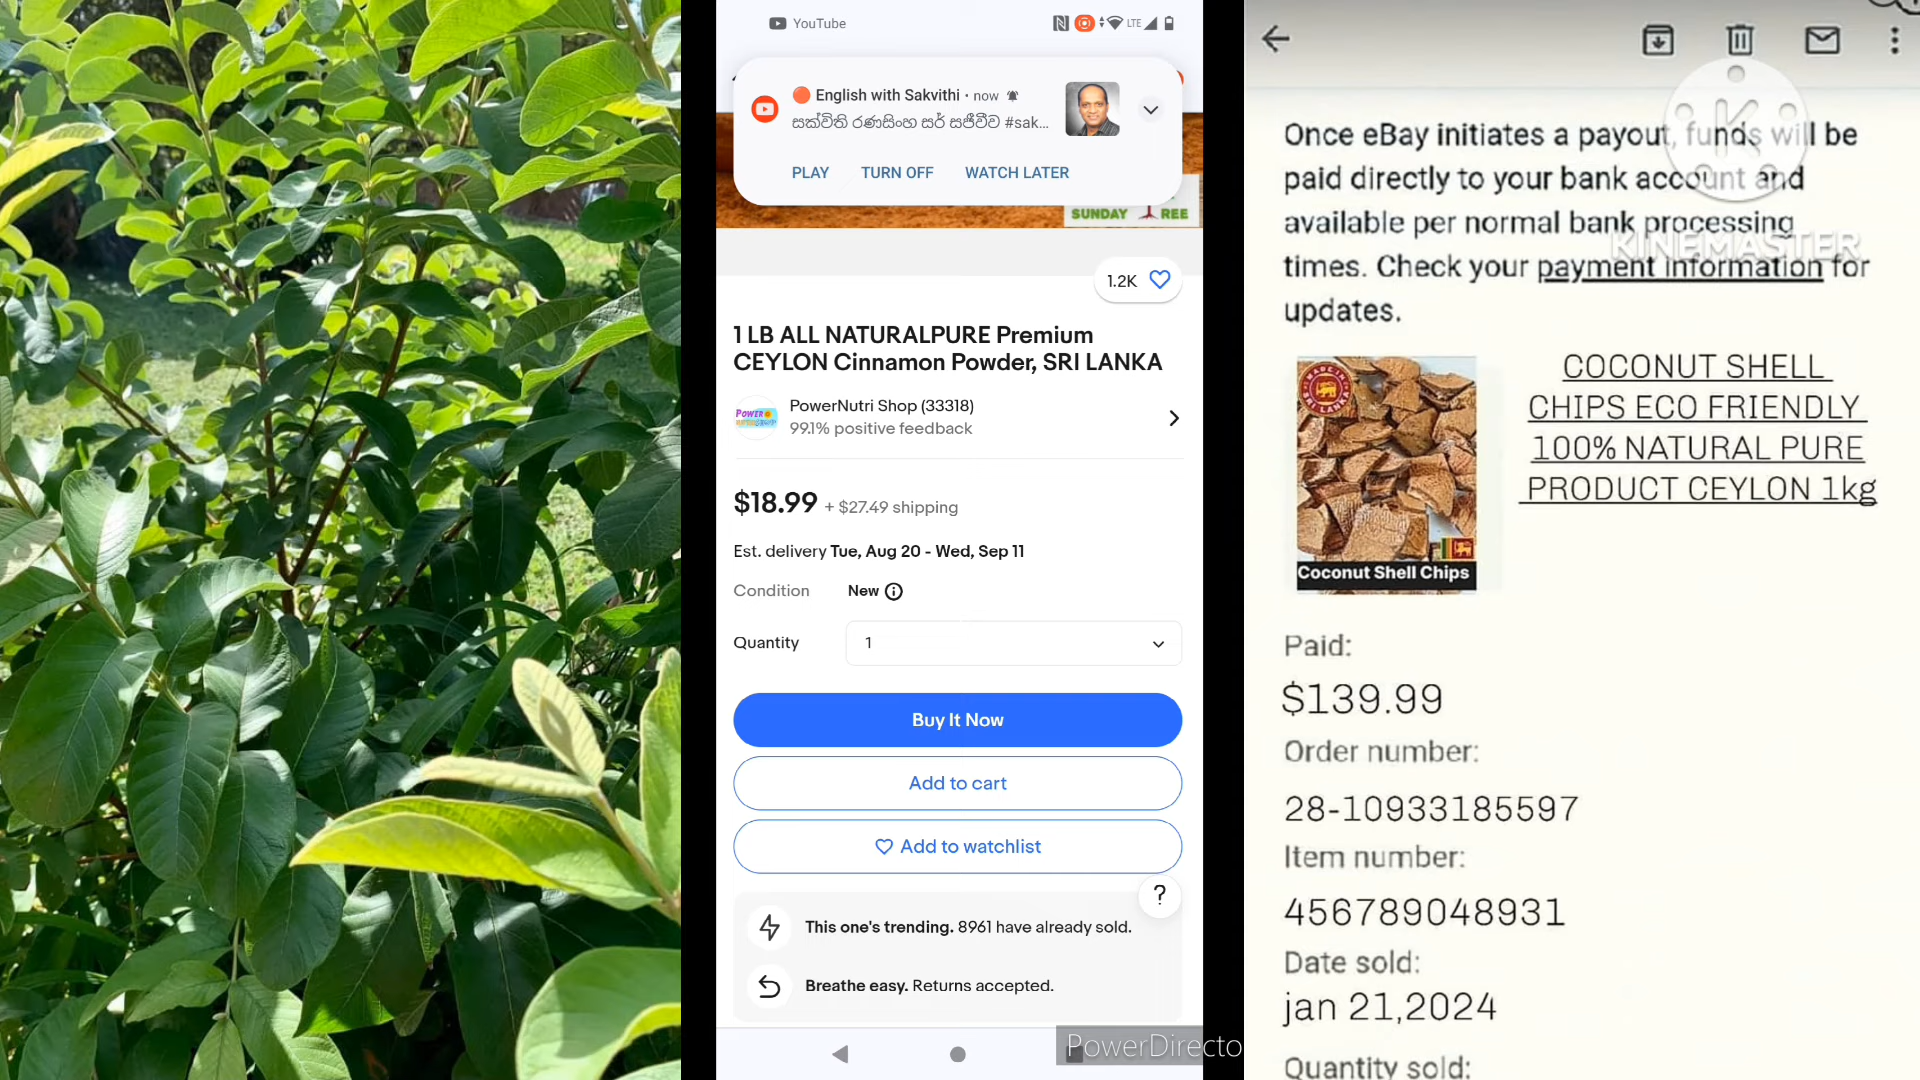 YouTube
LTE
English with Sakvithi • now
සක්විති රණසිංහ සර් සජීවීව #sak...
PLAY TURN OFF WATCH LATER
SUNDAY REE
1.2K
1 LB ALL NATURALPURE Premium
CEYLON Cinnamon Powder, SRI LANKA
POWER
PowerNutri Shop (33318)
99.1% positive feedback
$18.99 + $27.49 shipping
Est. delivery Tue, Aug 20 - Wed, Sep 11
Condition New
Quantity 1
Buy It Now
Add to cart
Add to watchlist
?
This one's trending. 8961 have already sold.
Breathe easy. Returns accepted.
PowerDirecto
Once eBay initiates a payout, funds will be
paid directly to your bank account and
available per normal bank processing
times. Check your payment information for
updates.
K
KINEMASTER
MADE IN
SRI LANKA
Coconut Shell Chips
COCONUT SHELL
CHIPS ECO FRIENDLY
100% NATURAL PURE
PRODUCT CEYLON 1kg
Paid:
$139.99
Order number:
28-10933185597
Item number:
456789048931
Date sold:
jan 21,2024
Quantity sold: